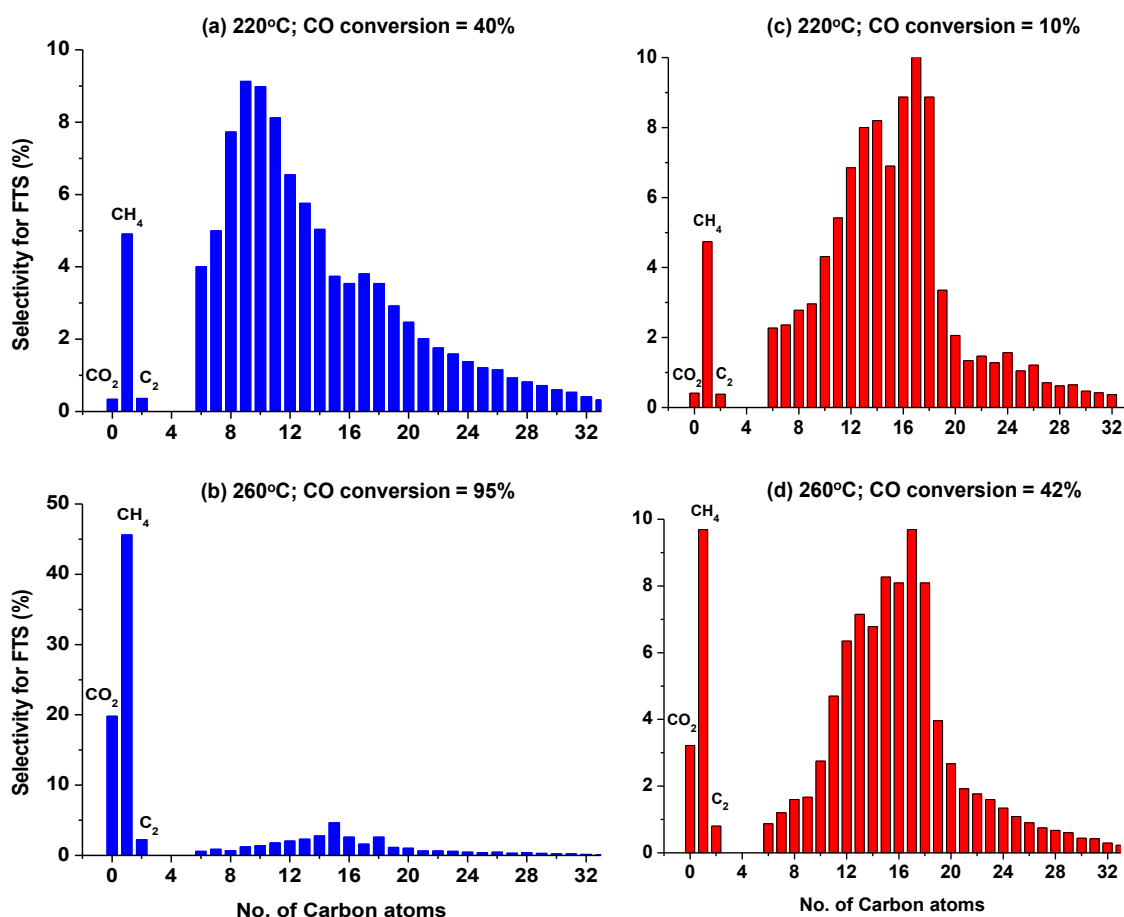 (a) 220°C; CO conversion = 40%
Selectivity for FTS (%)
10
8
6
4
2
0
CO₂
CH₄
C₂
0 4 8 12 16 20 24 28 32
(c) 220°C; CO conversion = 10%
10
8
6
4
2
0
CO₂
CH₄
C₂
0 4 8 12 16 20 24 28 32
(b) 260°C; CO conversion = 95%
Selectivity for FTS (%)
50
40
30
20
10
0
CO₂
CH₄
C₂
0 4 8 12 16 20 24 28 32
No. of Carbon atoms
(d) 260°C; CO conversion = 42%
10
8
6
4
2
0
CO₂
CH₄
C₂
0 4 8 12 16 20 24 28 32
No. of Carbon atoms